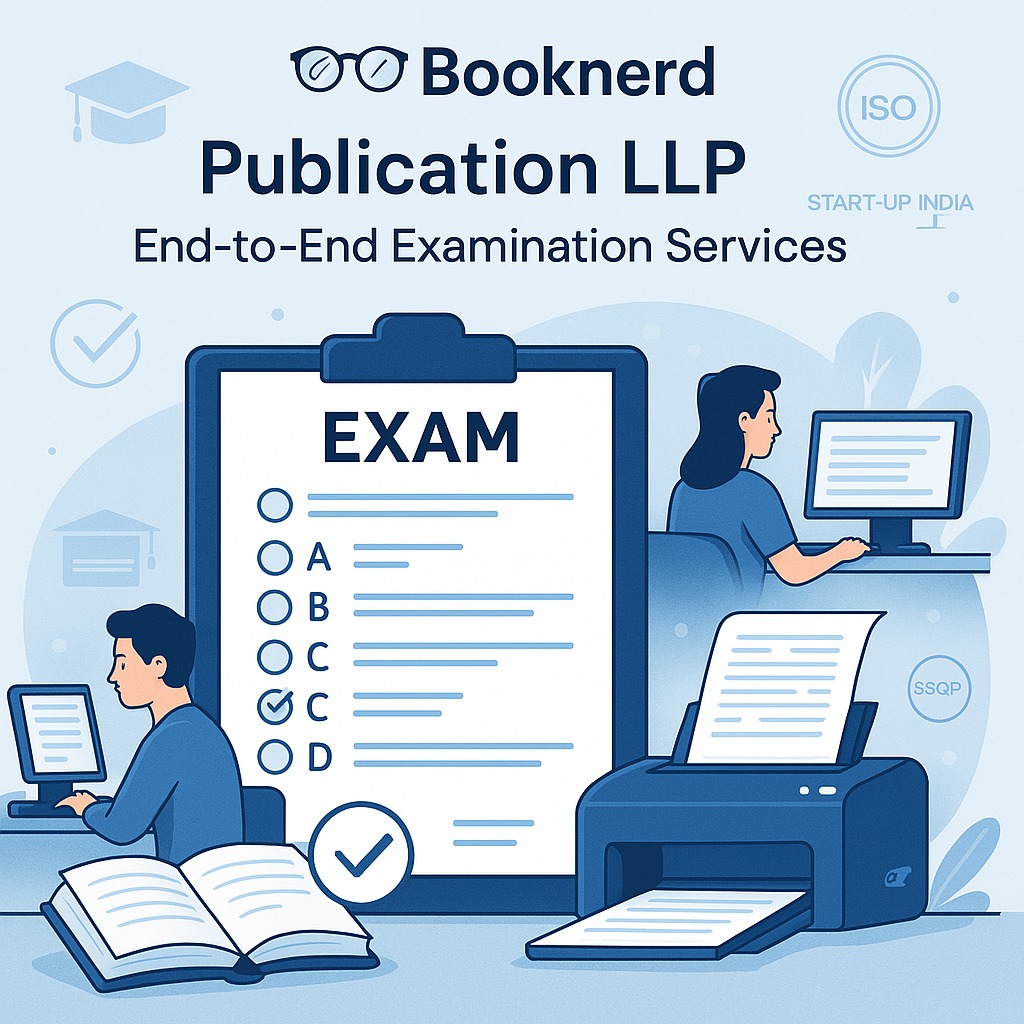 Booknerd
Publication LLP
End-to-End Examination Services
ISO
START-UP INDIA
EXAM
A
B
C
C
D
SSQP